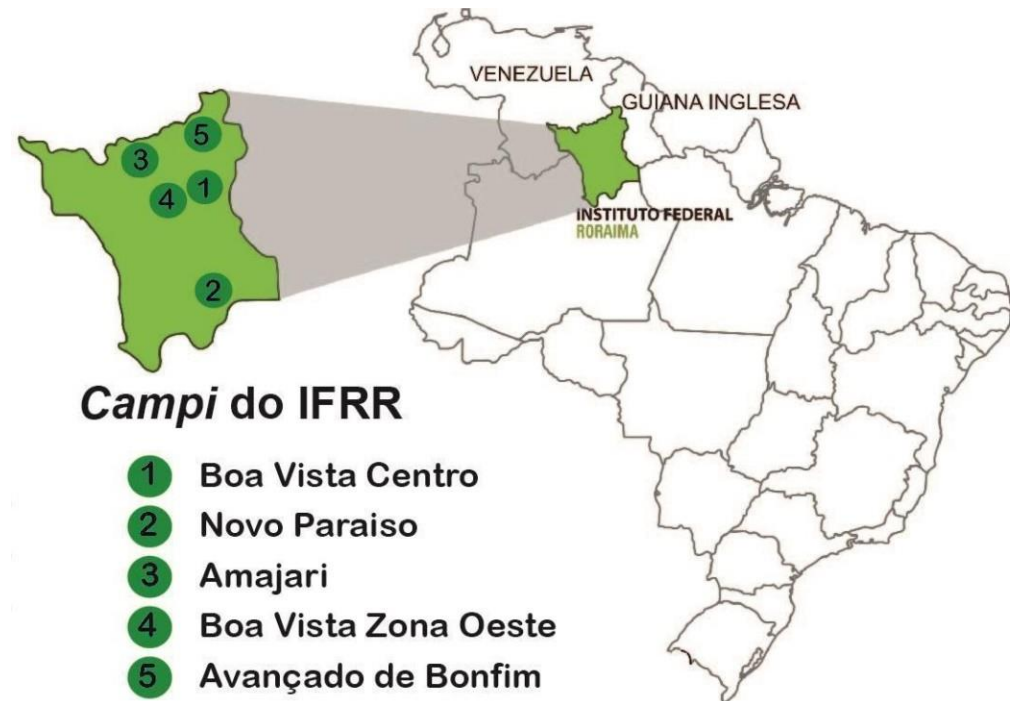 VENEZUELA
GUIANA INGLESA
INSTITUTO FEDERAL
RORAIMA
5
3
4
1
2
Campi do IFRR
1 Boa Vista Centro
2 Novo Paraiso
3 Amajari
4 Boa Vista Zona Oeste
5 Avançado de Bonfim